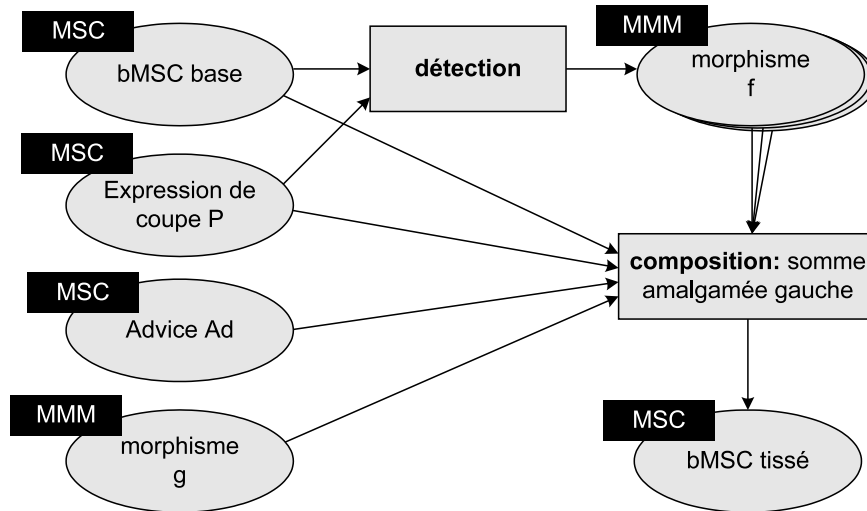 MSC
bMSC base
détection
MMM
morphisme
f
MSC
Expression de
coupe P
composition: somme
amalgamée gauche
MSC
Advice Ad
MMM
morphisme
g
MSC
bMSC tissé